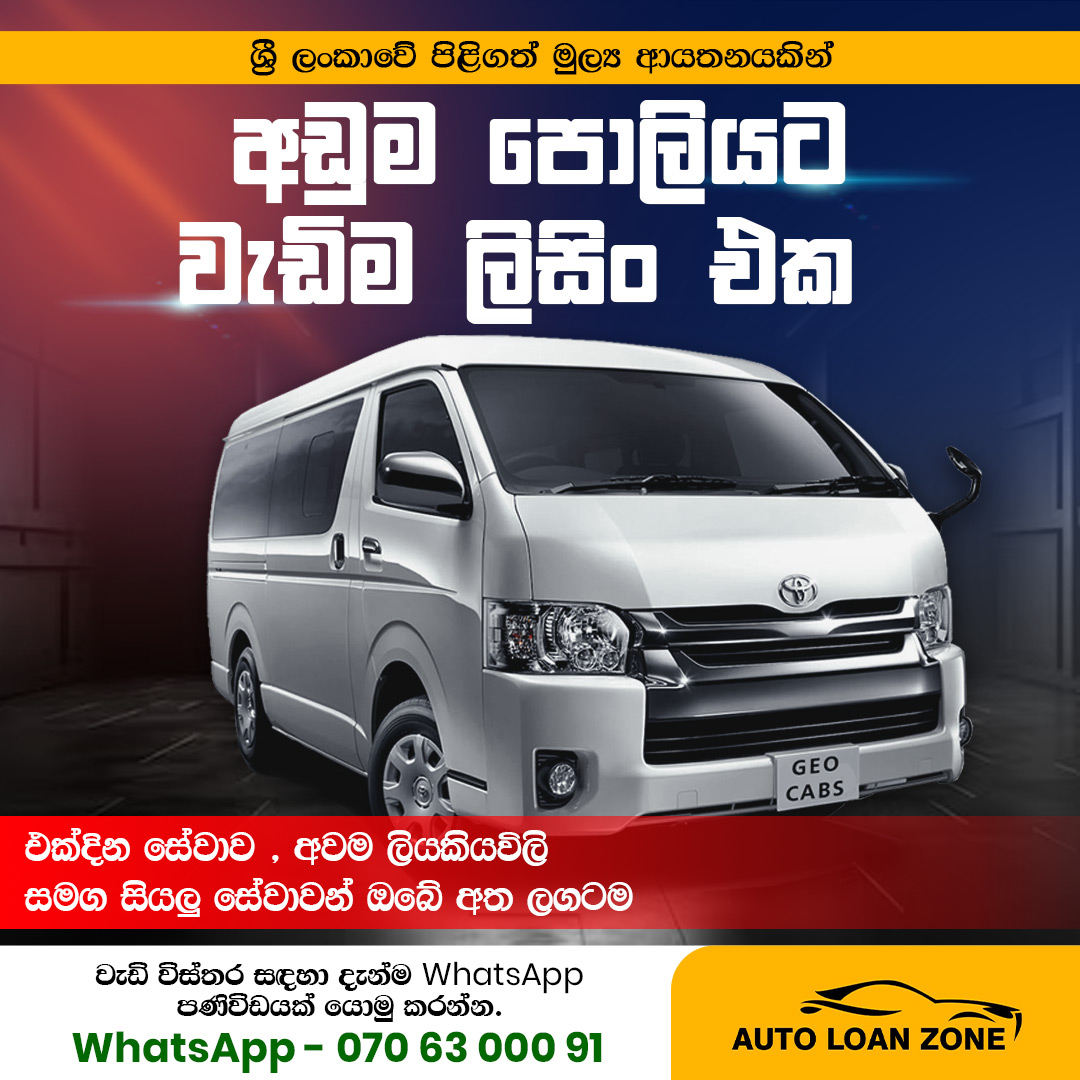 ශ්‍රී ලංකාවේ පිළිගත් මුල්‍ය ආයතනයකින්
අඩුම පොලියට
වැඩිම ලිසිං එක
GEO
CABS
එක්දින සේවාව , අවම ලියකියවිලි
සමග සියලු සේවාවන් ඔබේ අත ලගටම
වැඩි විස්තර සඳහා දැන්ම WhatsApp
පණිවිඩයක් යොමු කරන්න.
WhatsApp - 070 63 000 91
AUTO LOAN ZONE